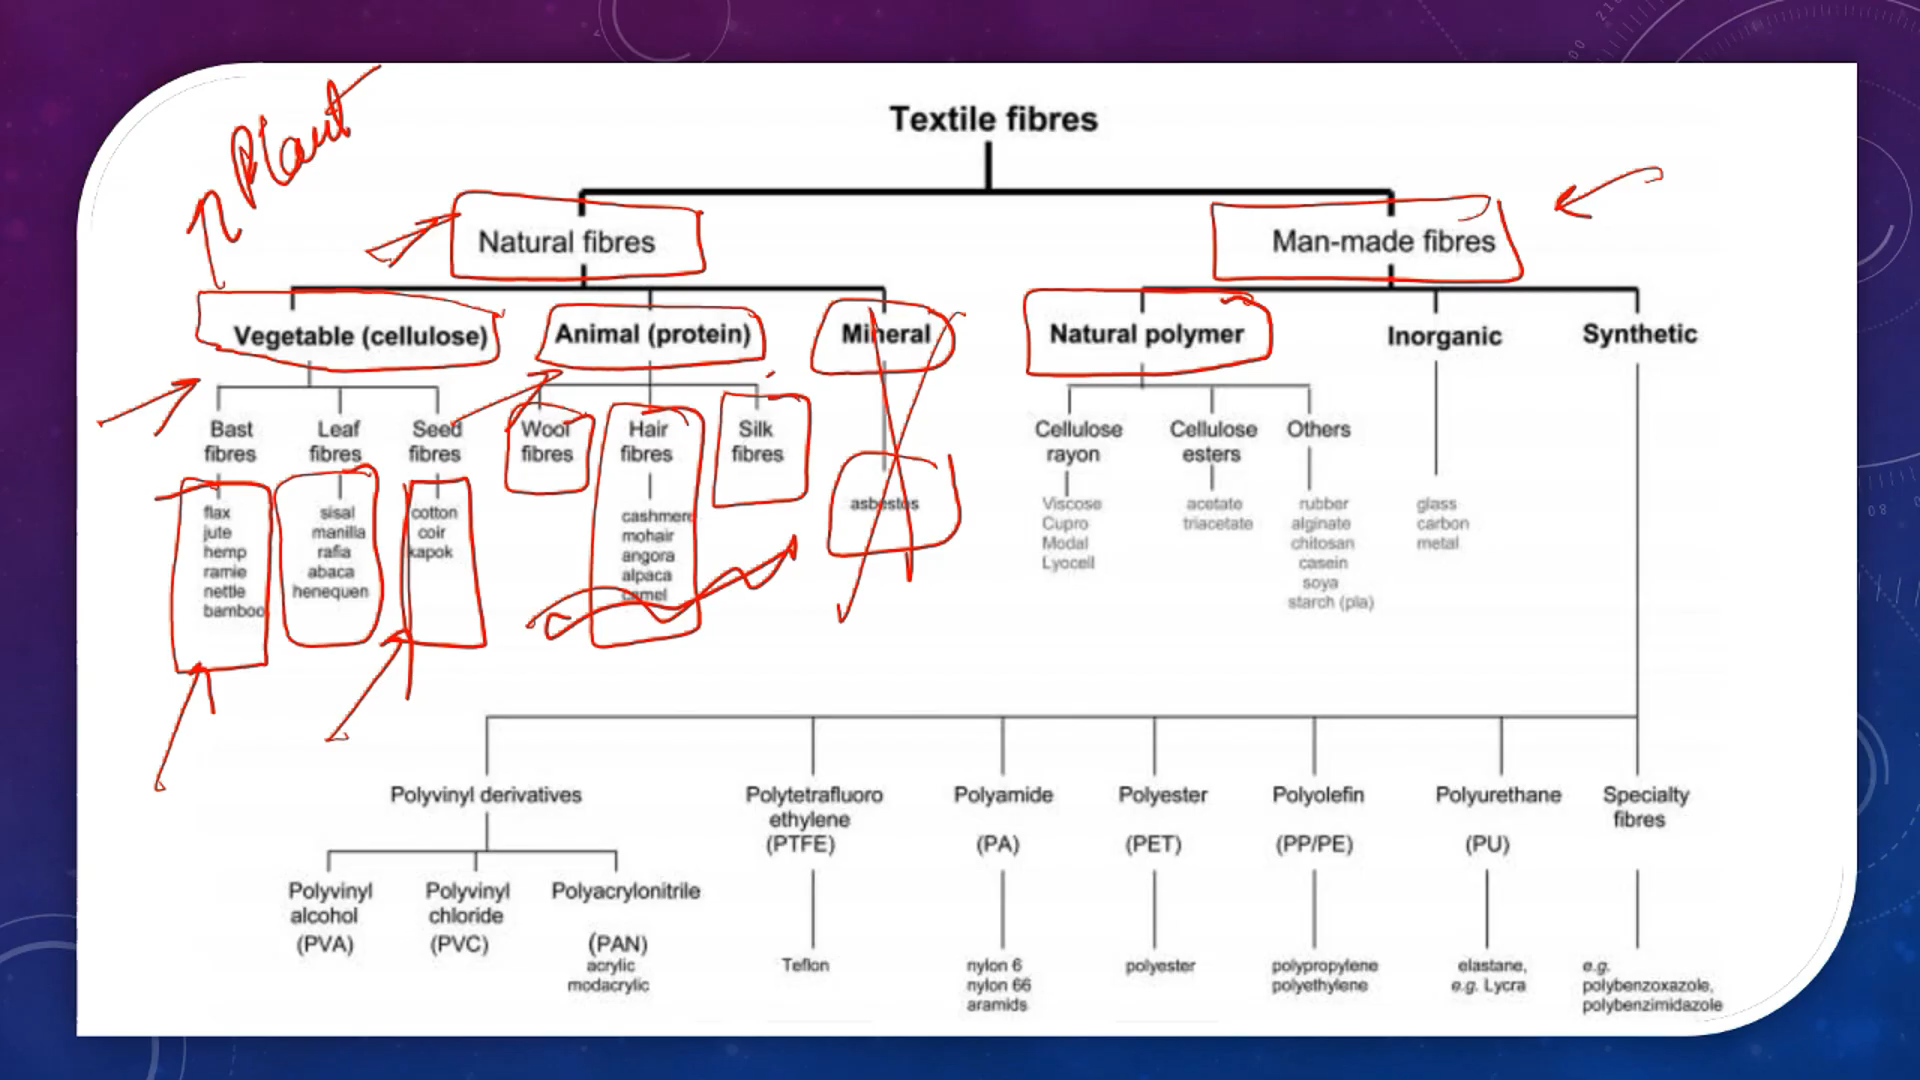 Plant
Textile fibres
Natural fibres
Man-made fibres
Vegetable (cellulose)
Animal (protein)
Mineral
Natural polymer
Inorganic
Synthetic
Bast
fibres
Leaf
fibres
Seed
fibres
Wool
fibres
Hair
fibres
Silk
fibres
Cellulose
rayon
Cellulose
esters
Others
flax
jute
hemp
ramie
nettle
bamboo
sisal
manilla
rafia
abaca
henequen
cotton
coir
kapok
cashmere
mohair
angora
alpaca
camel
asbestos
Viscose
Cupro
Modal
Lyocell
acetate
triacetate
rubber
alginate
chitosan
casein
soya
starch (pla)
glass
carbon
metal
Polyvinyl derivatives
Polytetrafluoro
ethylene
(PTFE)
Polyamide
(PA)
Polyester
(PET)
Polyolefin
(PP/PE)
Polyurethane
(PU)
Specialty
fibres
Polyvinyl
alcohol
(PVA)
Polyvinyl
chloride
(PVC)
Polyacrylonitrile
(PAN)
acrylic
modacrylic
Teflon
nylon 6
nylon 66
aramids
polyester
polypropylene
polyethylene
elastane,
e.g. Lycra
e.g.
polybenzoxazole,
polybenzimidazole